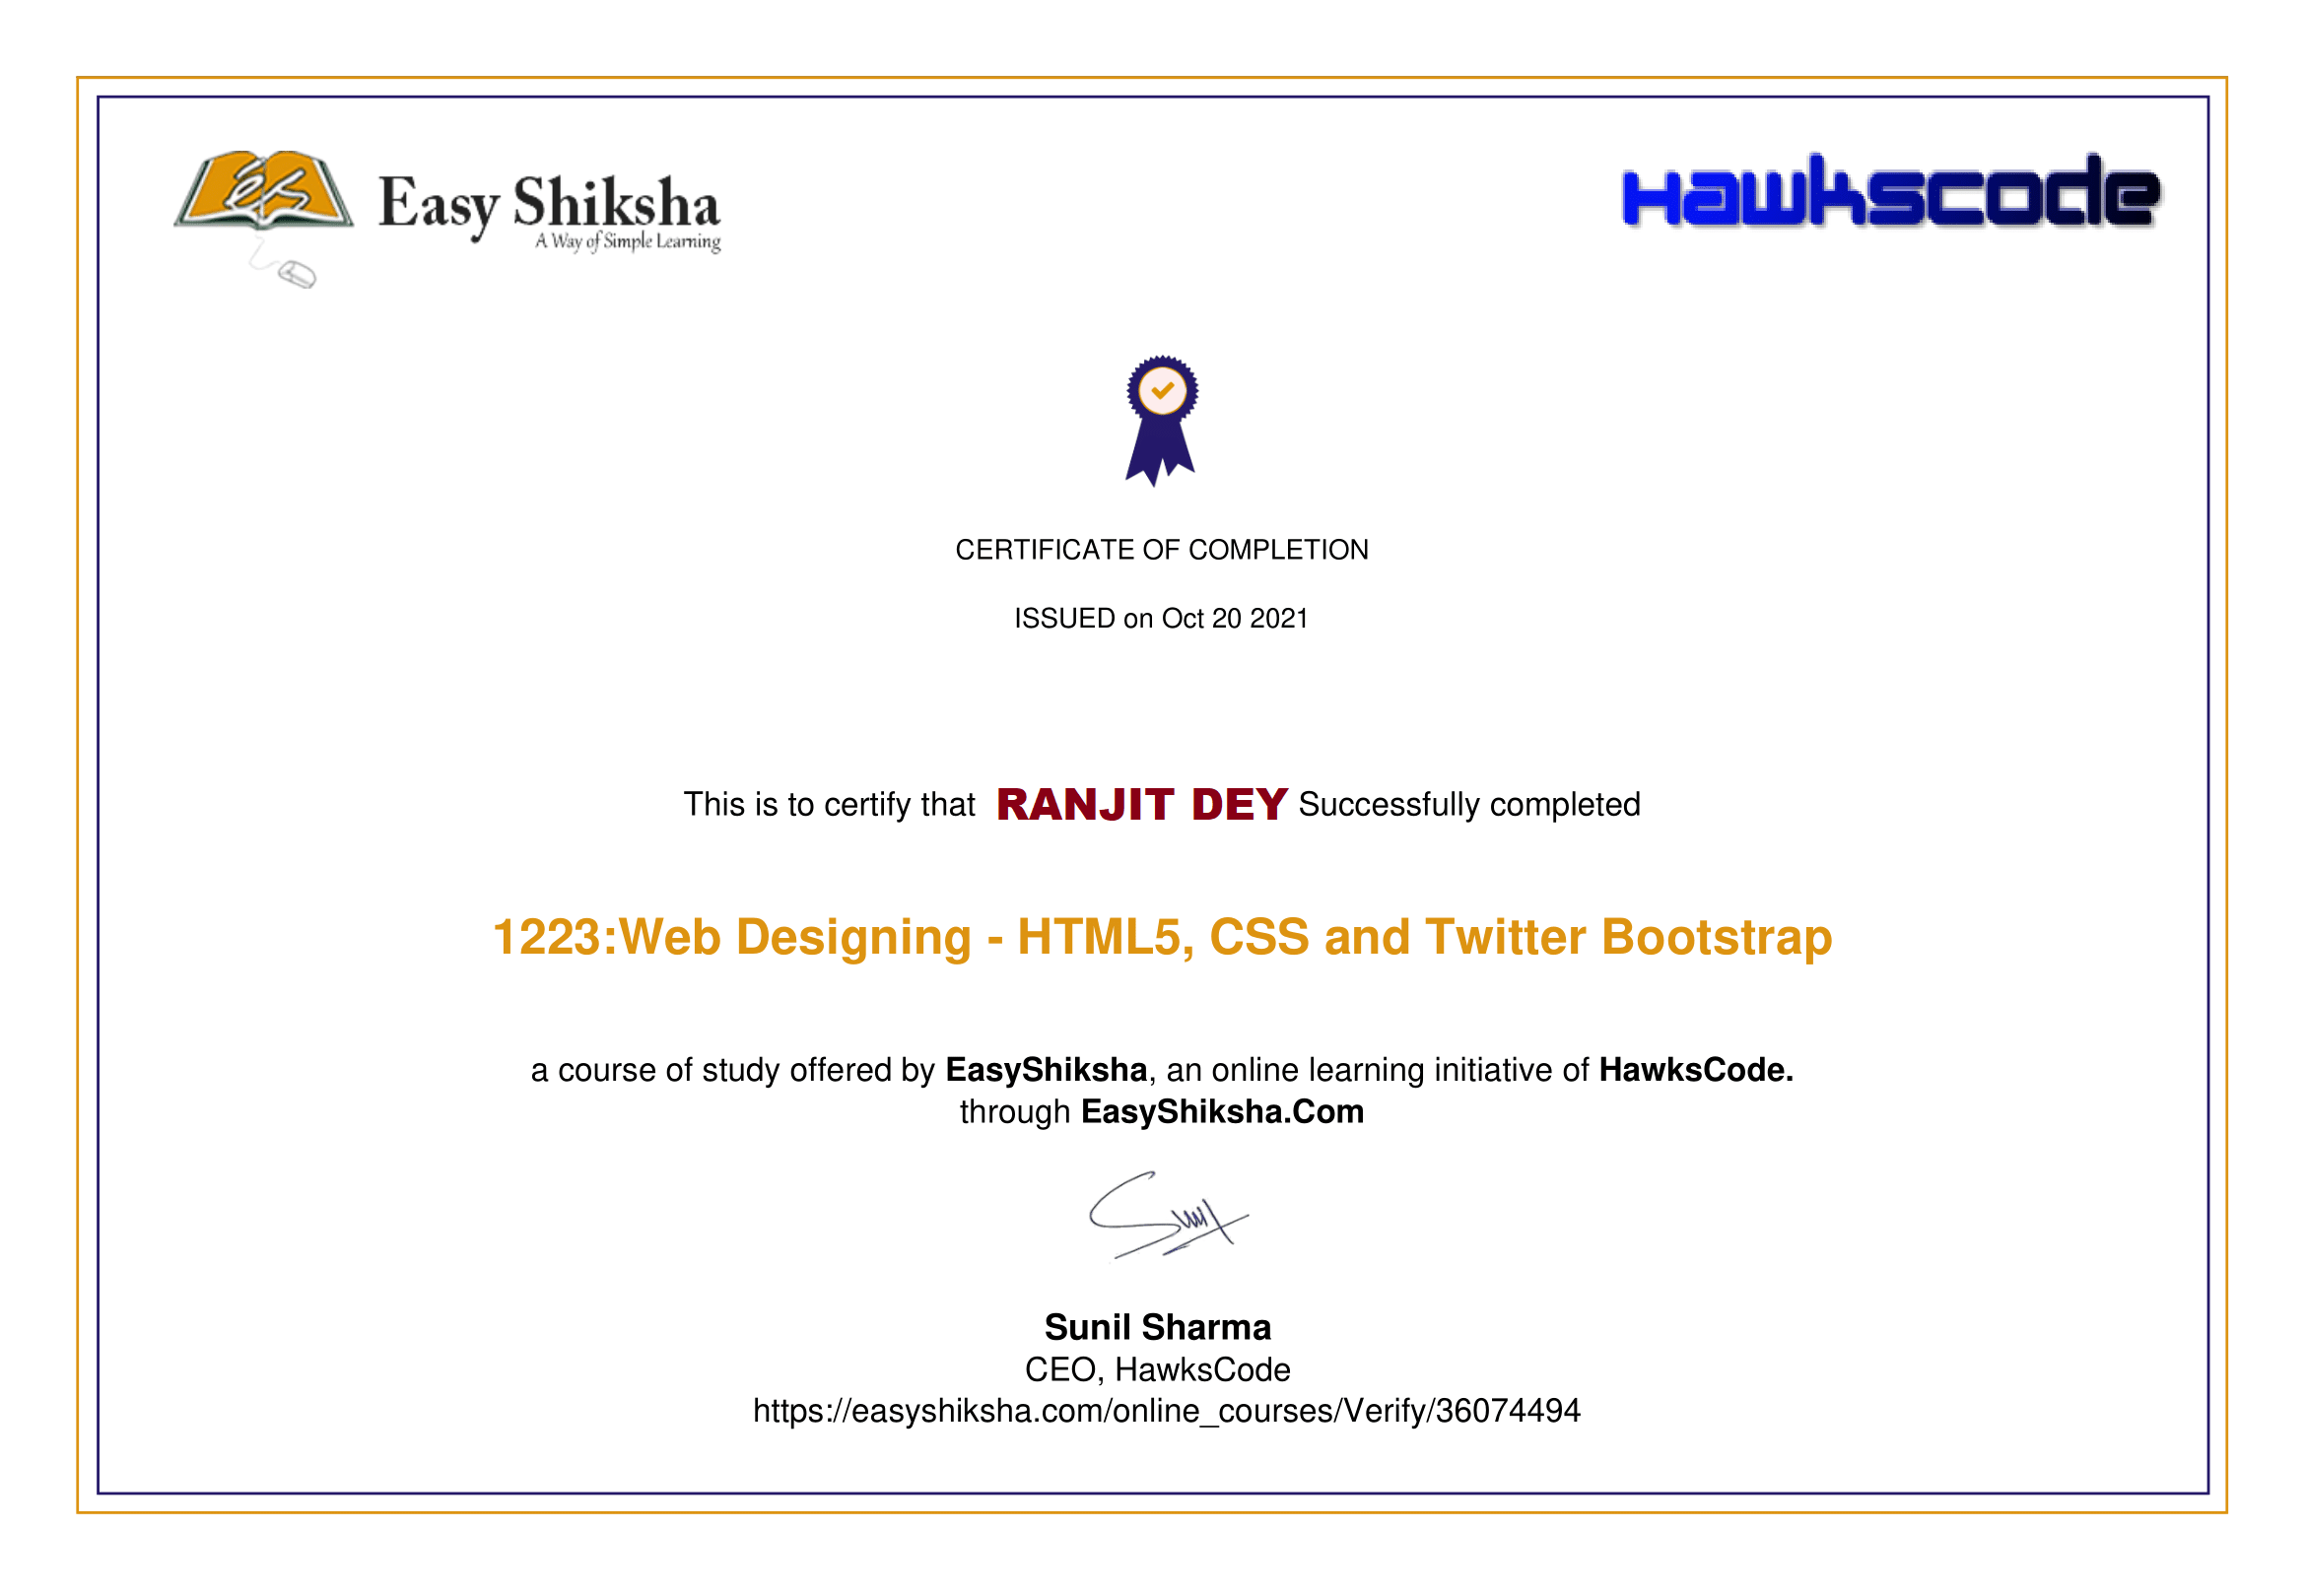 Easy Shiksha
A Way of Simple Learning
Hawkscode
CERTIFICATE OF COMPLETION
ISSUED on Oct 20 2021
This is to certify that RANJIT DEY Successfully completed
1223:Web Designing - HTML5, CSS and Twitter Bootstrap
a course of study offered by EasyShiksha, an online learning initiative of HawksCode.
through EasyShiksha.Com
Sunil Sharma
CEO, HawksCode
https://easyshiksha.com/online_courses/Verify/36074494